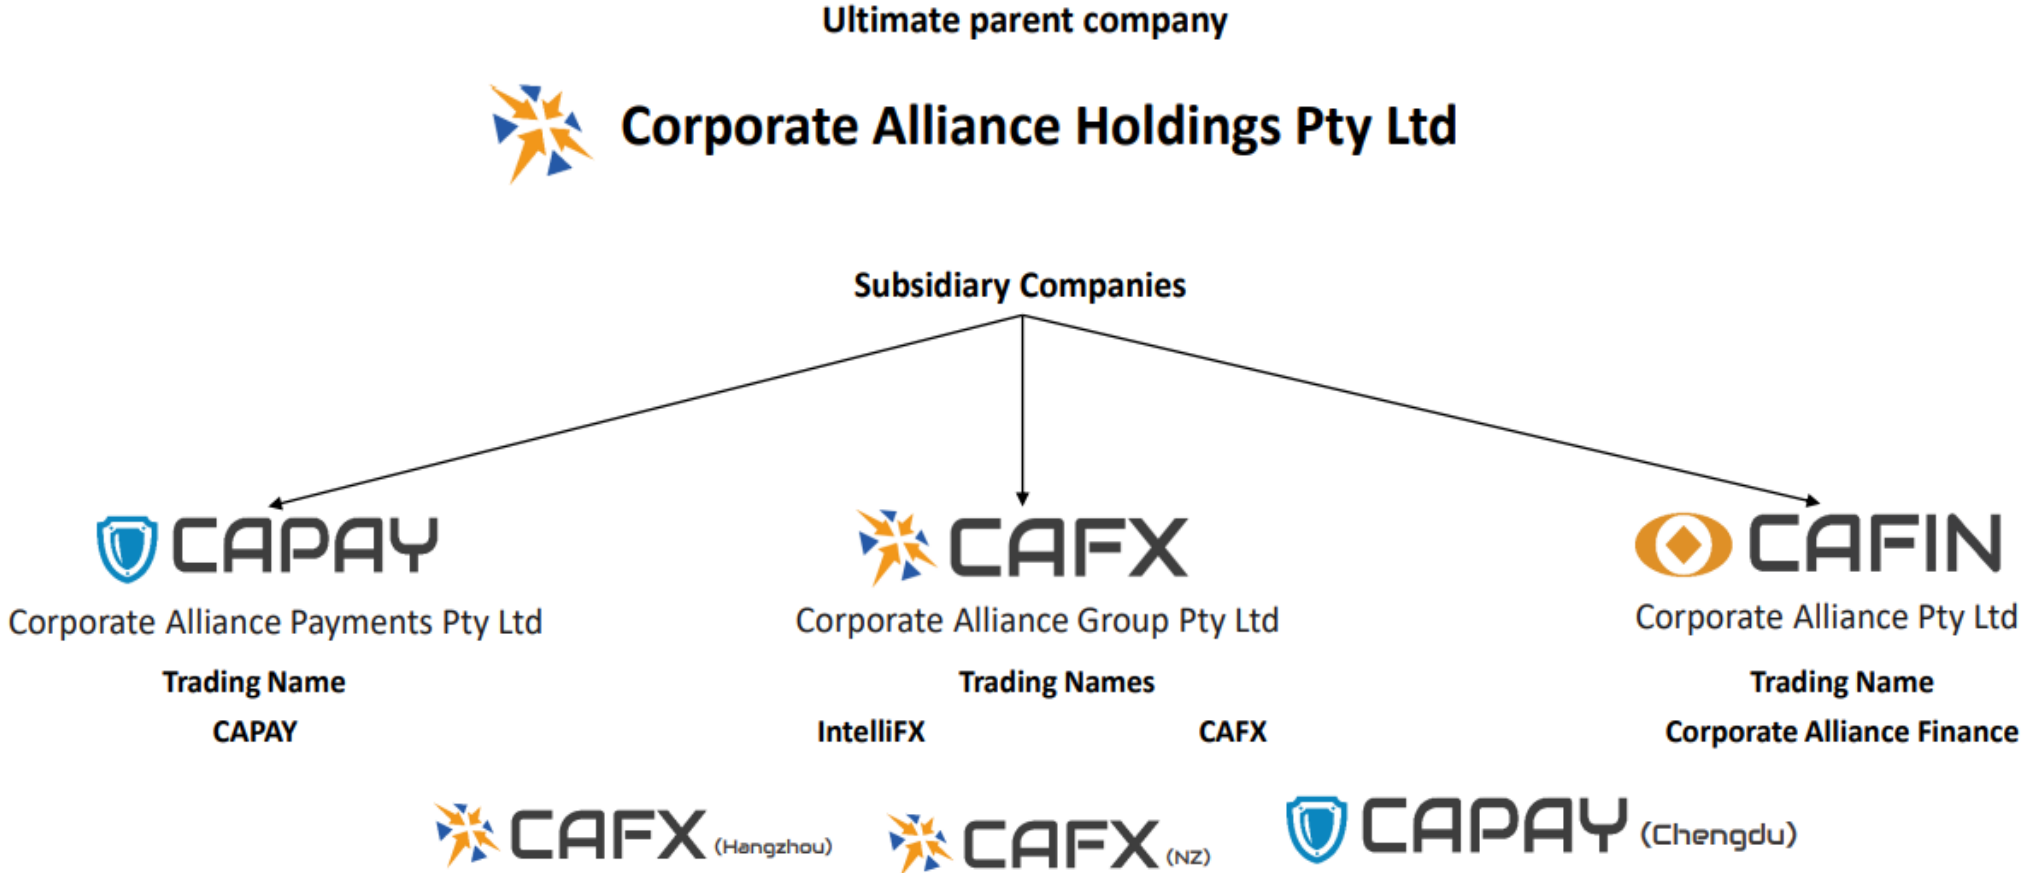 Ultimate parent company
Corporate Alliance Holdings Pty Ltd
Subsidiary Companies
CAPAY
Corporate Alliance Payments Pty Ltd
Trading Name
CAPAY
CAFX
Corporate Alliance Group Pty Ltd
Trading Names
IntelliFX CAFX
CAFIN
Corporate Alliance Pty Ltd
Trading Name
Corporate Alliance Finance
CAFX (Hangzhou)
CAFX (NZ)
CAPAY (Chengdu)